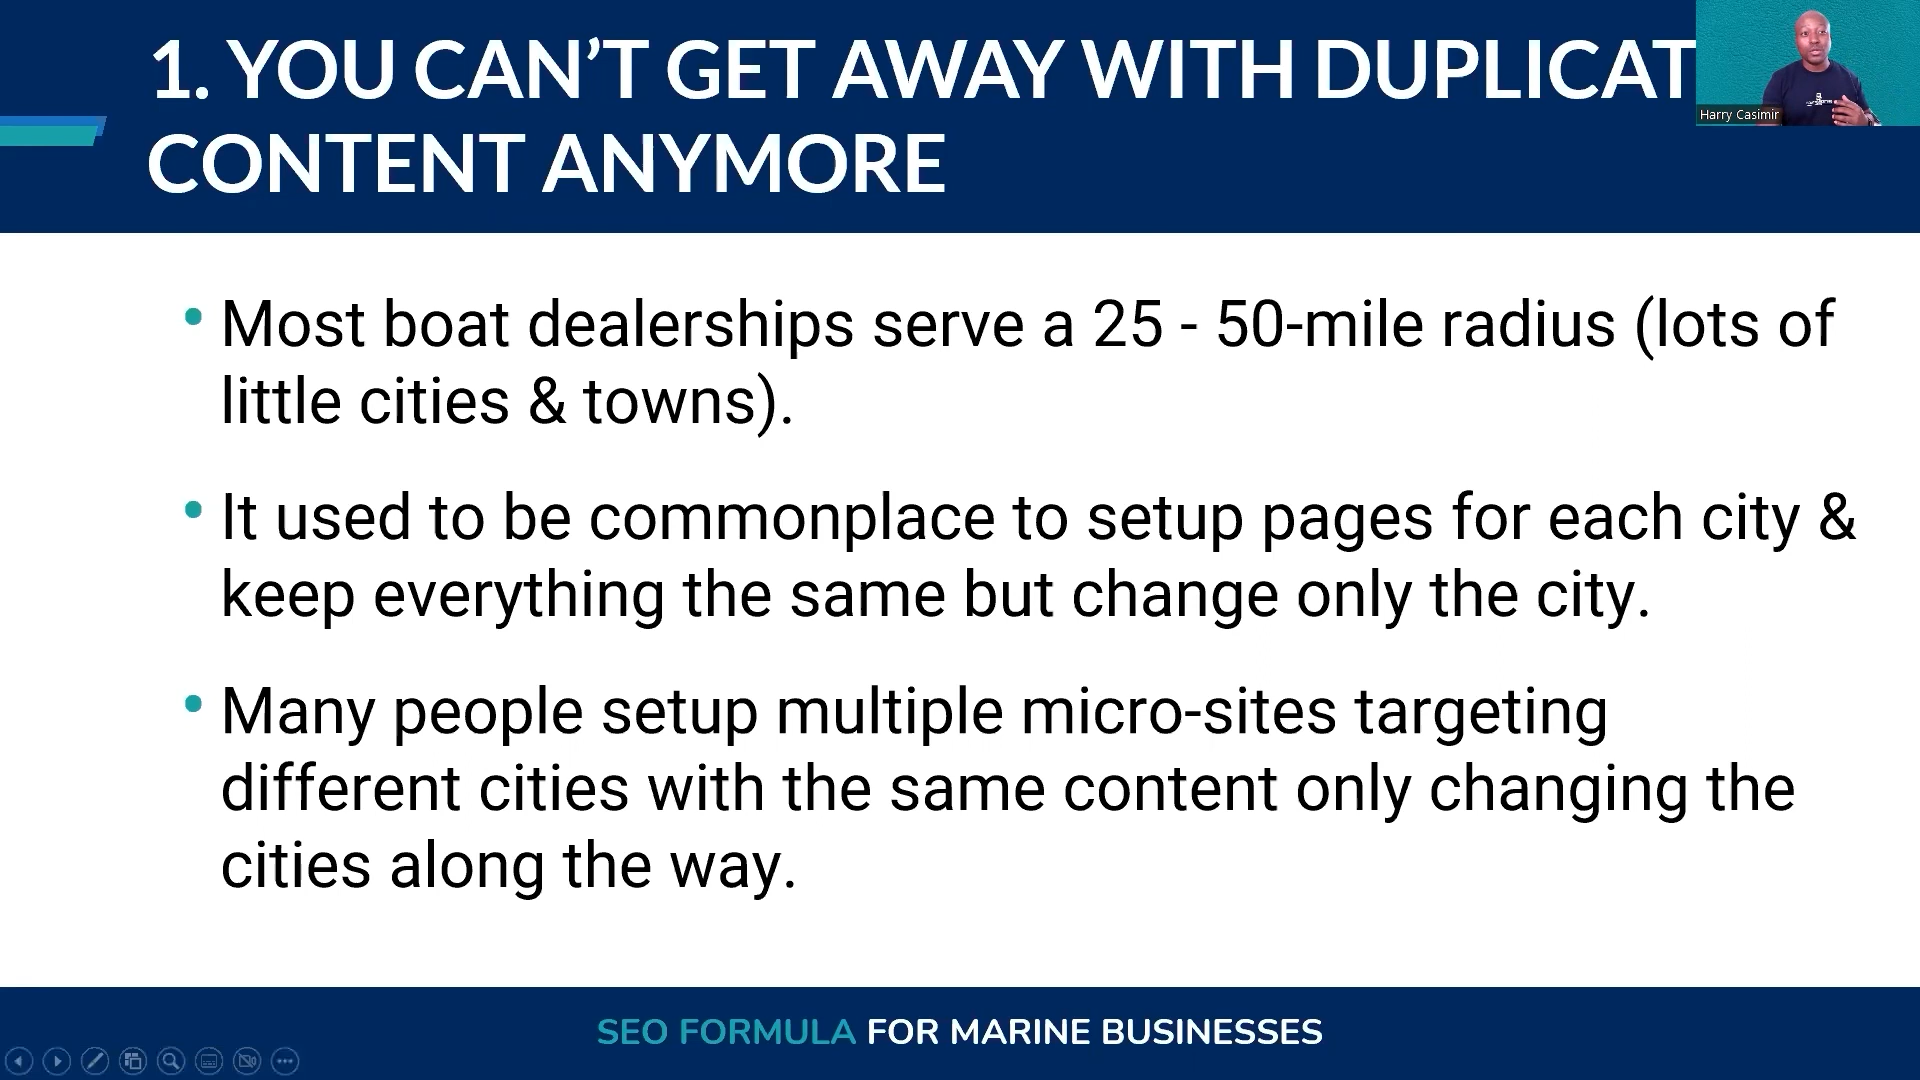 1. YOU CAN’T GET AWAY WITH DUPLICAT
CONTENT ANYMORE
Harry Casimir
• Most boat dealerships serve a 25 - 50-mile radius (lots of
little cities & towns).
• It used to be commonplace to setup pages for each city &
keep everything the same but change only the city.
• Many people setup multiple micro-sites targeting
different cities with the same content only changing the
cities along the way.
SEO FORMULA FOR MARINE BUSINESSES